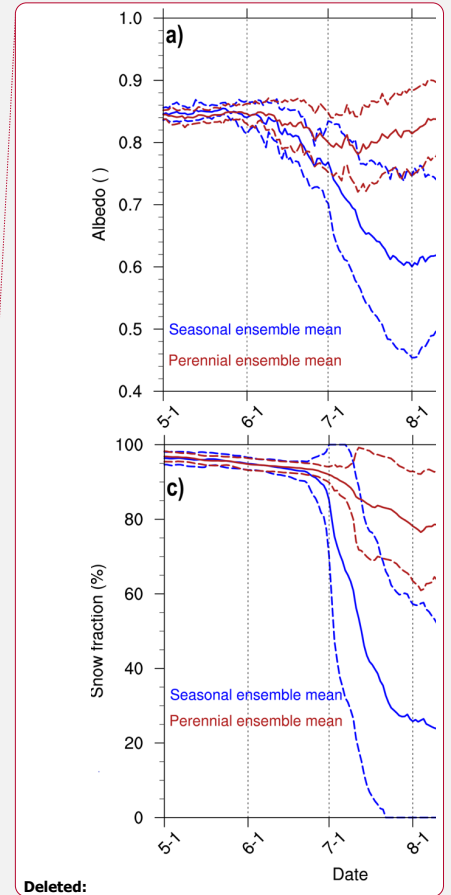 a)
1.0
0.9
0.8
0.7
0.6
0.5
0.4
Albedo ( )
Seasonal ensemble mean
Perennial ensemble mean
5-1
6-1
7-1
8-1
c)
100
80
60
40
20
0
Snow fraction (%)
Seasonal ensemble mean
Perennial ensemble mean
5-1
6-1
7-1
8-1
Date
Deleted: